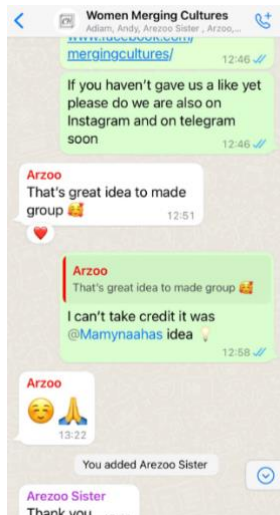 Women Merging Cultures
Adiam, Andy, Arezoo Sister , Arzoo,...
www.facebook.com/
mergingcultures/
12:46
If you haven't gave us a like yet
please do we are also on
Instagram and on telegram
soon
12:46
Arzoo
That's great idea to made
group 🥰
12:51
❤️
Arzoo
That's great idea to made group 🥰
I can't take credit it was
@Mamynaahas idea 💡
12:58
Arzoo
☺️🙏
13:22
You added Arezoo Sister
Arezoo Sister
Thank you